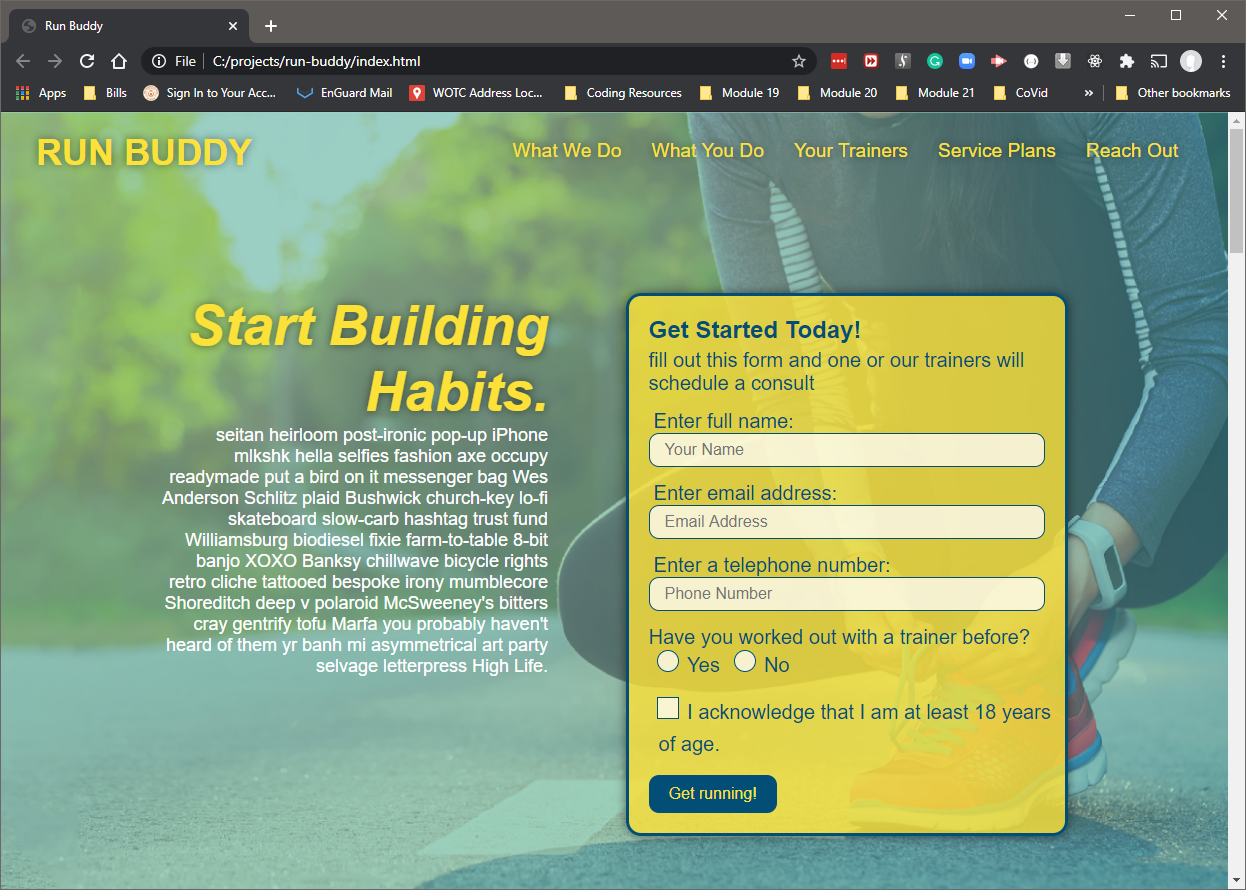 Run Buddy
File
C:/projects/run-buddy/index.html
Apps
Bills
Sign In to Your Acc...
EnGuard Mail
WOTC Address Loc...
Coding Resources
Module 19
Module 20
Module 21
CoVid
»
Other bookmarks
RUN BUDDY
What We Do
What You Do
Your Trainers
Service Plans
Reach Out
Start Building
Habits.
seitan heirloom post-ironic pop-up iPhone
mlkshk hella selfies fashion axe occupy
readymade put a bird on it messenger bag Wes
Anderson Schlitz plaid Bushwick church-key lo-fi
skateboard slow-carb hashtag trust fund
Williamsburg biodiesel fixie farm-to-table 8-bit
banjo XOXO Banksy chillwave bicycle rights
retro cliche tattooed bespoke irony mumblecore
Shoreditch deep v polaroid McSweeney's bitters
cray gentrify tofu Marfa you probably haven't
heard of them yr banh mi asymmetrical art party
selvage letterpress High Life.
Get Started Today!
fill out this form and one or our trainers will
schedule a consult
Enter full name:
Your Name
Enter email address:
Email Address
Enter a telephone number:
Phone Number
Have you worked out with a trainer before?
Yes No
I acknowledge that I am at least 18 years
of age.
Get running!